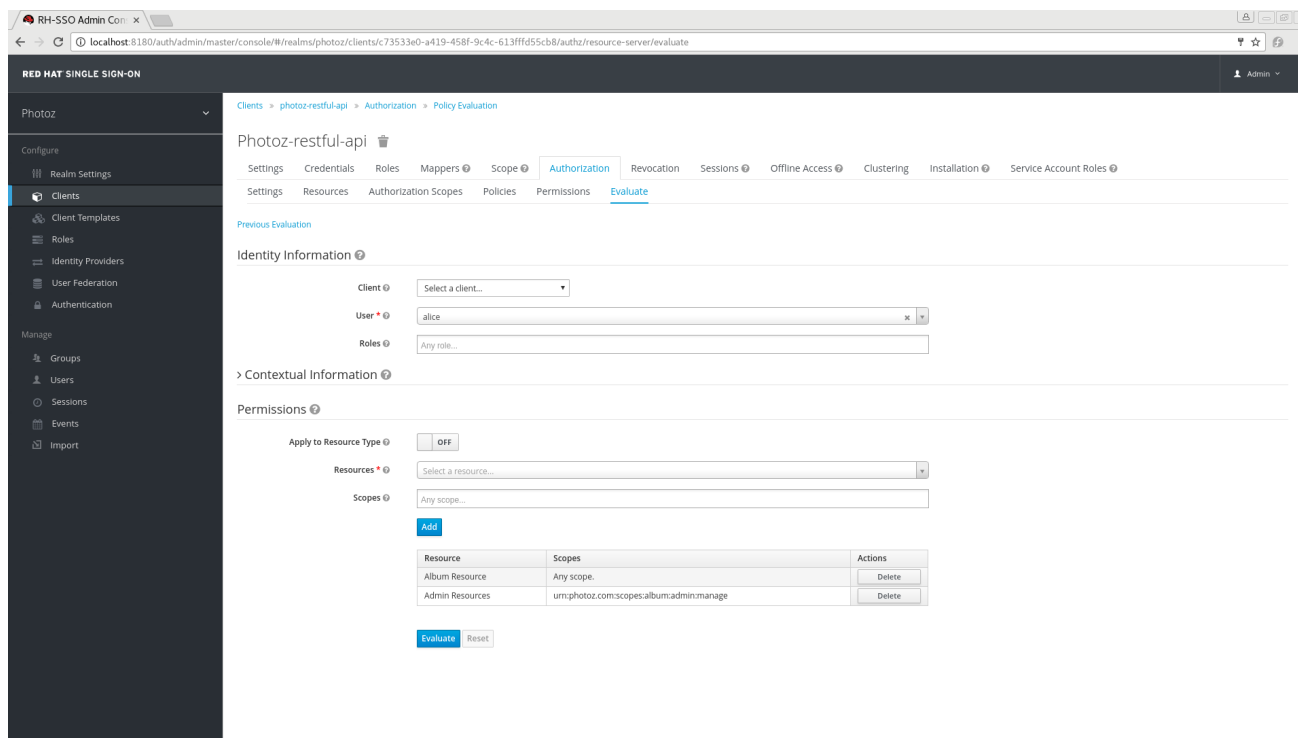 RH-SSO Admin Con
localhost:8180/auth/admin/master/console/#/realms/photoz/clients/c73533e0-a419-458f-9c4c-613fffd55cb8/authz/resource-server/evaluate
RED HAT SINGLE SIGN-ON
Admin
Photoz
Configure
Realm Settings
Clients
Client Templates
Roles
Identity Providers
User Federation
Authentication
Manage
Groups
Users
Sessions
Events
Import
Clients » photoz-restful-api » Authorization » Policy Evaluation
Photoz-restful-api
Settings Credentials Roles Mappers Scope Authorization Revocation Sessions Offline Access Clustering Installation Service Account Roles
Settings Resources Authorization Scopes Policies Permissions Evaluate
Previous Evaluation
Identity Information
Client Select a client...
User * alice
Roles Any role...
Contextual Information
Permissions
Apply to Resource Type OFF
Resources * Select a resource...
Scopes Any scope...
Add
Resource Scopes Actions
Album Resource Any scope. Delete
Admin Resources urn:photoz.com:scopes:album:admin:manage Delete
Evaluate Reset